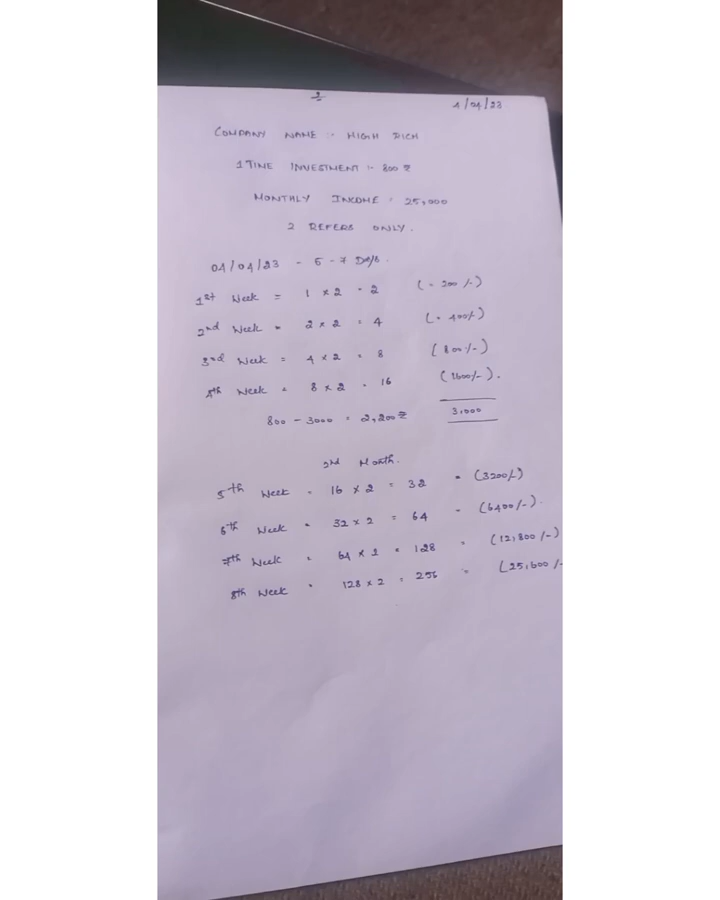 1/04/23
COMPANY NAME :- HIGH RICH
1 TIME INVESTMENT :- 800 ₹
MONTHLY INCOME : 25,000
2 REFERS ONLY.
01/04/23 - 5 - 7 Days.
1st Week = 1 x 2 = 2 (= 200 /-)
2nd Week = 2 x 2 = 4 (= 400/-)
3rd Week = 4 x 2 = 8 (800/-)
4th Week = 8 x 2 = 16 (1600/-).
800 - 3000 = 2,200₹ 3,000
2nd Month.
5th Week = 16 x 2 = 32 = (3200/-)
6th Week = 32 x 2 = 64 = (6400/-).
7th Week = 64 x 2 = 128 = (12,800/-)
8th Week = 128 x 2 = 256 = (25,600/-